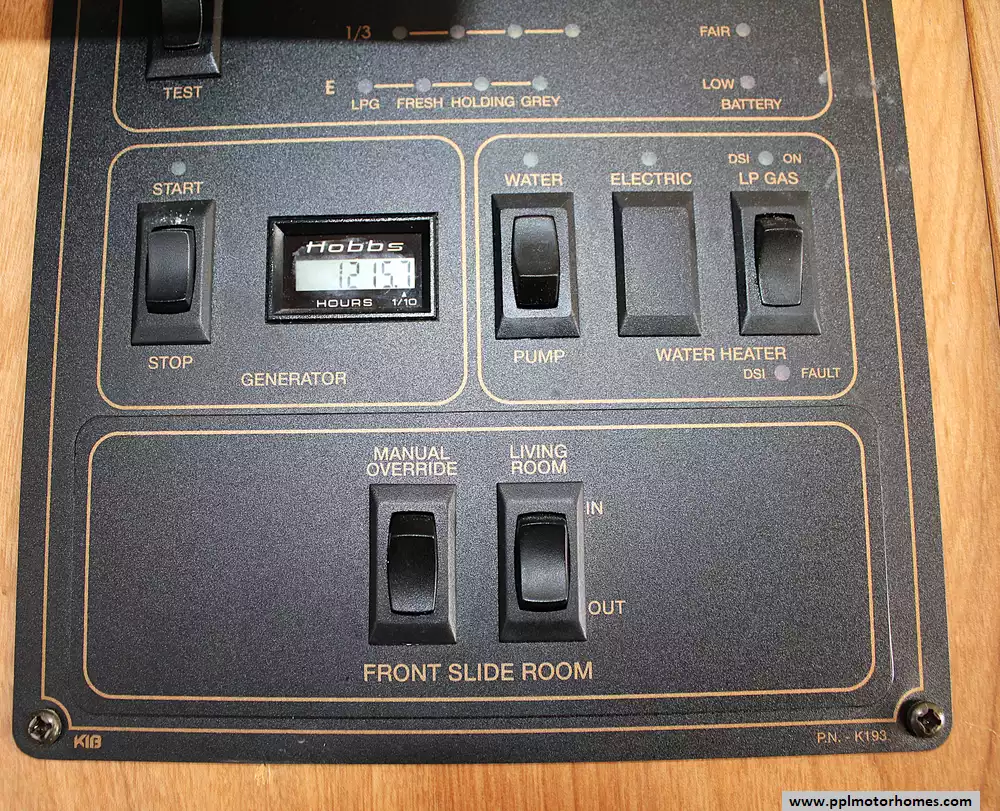 1/3
FAIR
TEST
E
LOW
LPG FRESH HOLDING GREY
BATTERY
START
WATER
ELECTRIC
DSI ON
LP GAS
Hobbs
1215.7
HOURS 1/10
STOP
PUMP
WATER HEATER
GENERATOR
DSI FAULT
MANUAL OVERRIDE
LIVING ROOM
IN
OUT
FRONT SLIDE ROOM
KIB
P.N. - K193
www.pplmotorhomes.com